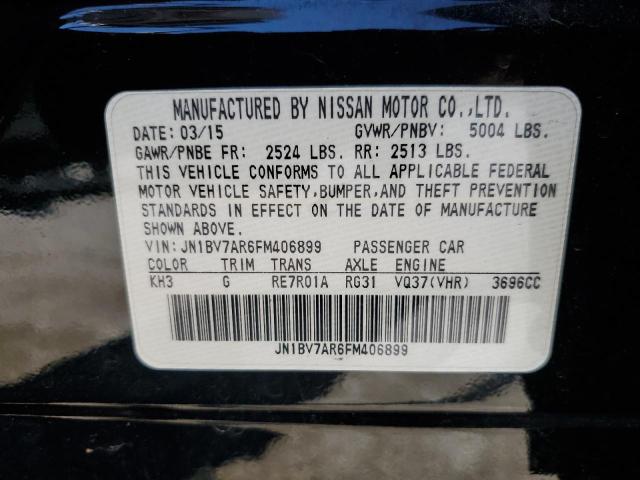 MANUFACTURED BY NISSAN MOTOR CO.,LTD.
DATE: 03/15 GVWR/PNBV: 5004 LBS.
GAWR/PNBE FR: 2524 LBS. RR: 2513 LBS.
THIS VEHICLE CONFORMS TO ALL APPLICABLE FEDERAL
MOTOR VEHICLE SAFETY,BUMPER,AND THEFT PREVENTION
STANDARDS IN EFFECT ON THE DATE OF MANUFACTURE
SHOWN ABOVE.
VIN:JN1BV7AR6FM406899 PASSENGER CAR
COLOR TRIM TRANS AXLE ENGINE
KH3 G RE7R01A RG31 VQ37(VHR) 3696CC
JN1BV7AR6FM406899